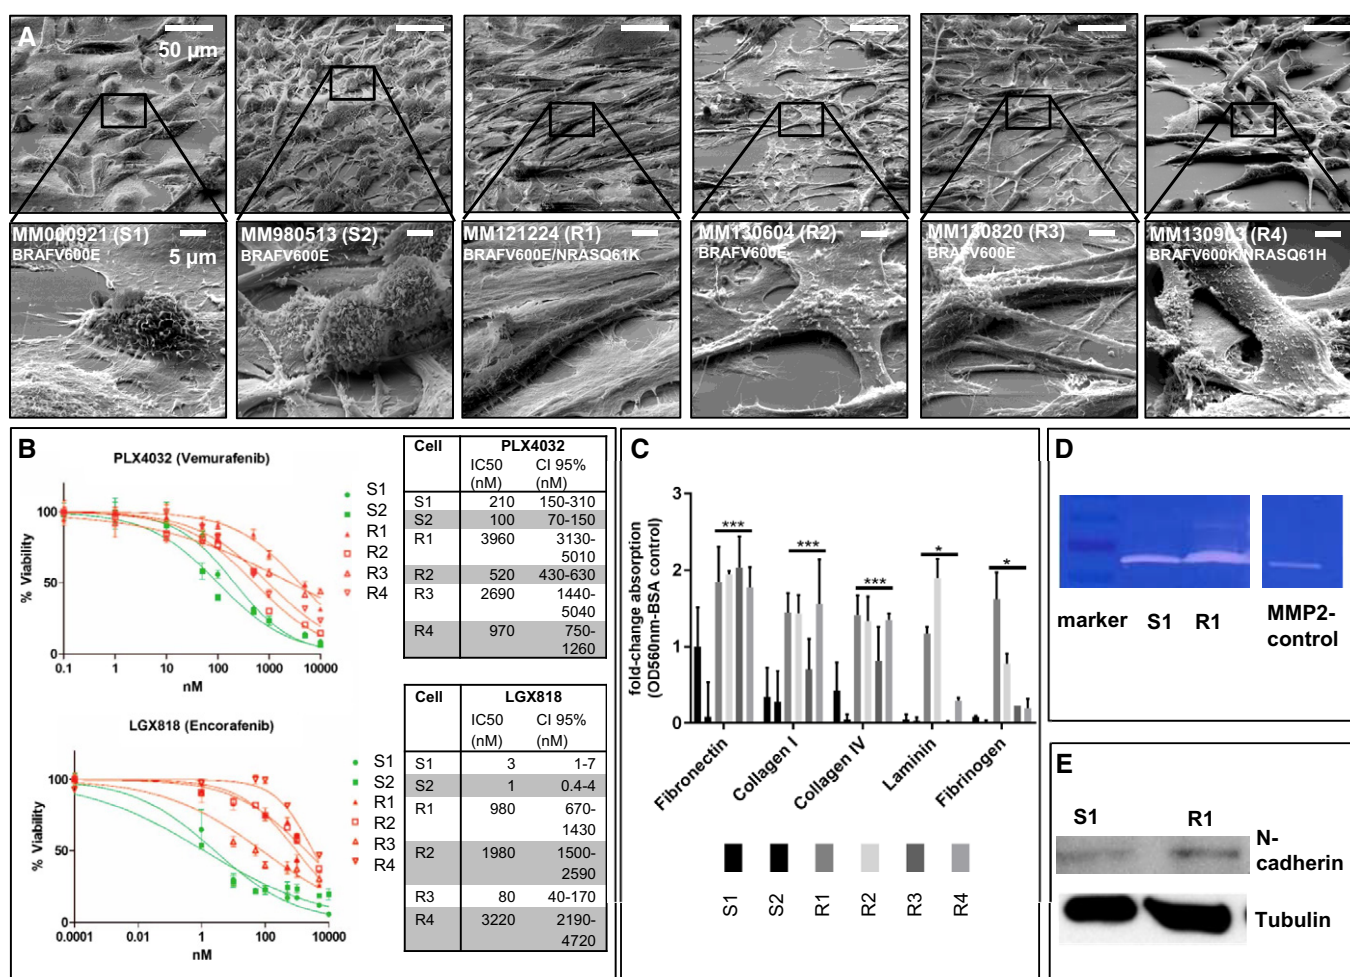 A
50 µm
MM000921 (S1)
BRAFV600E
5 µm
MM980513 (S2)
BRAFV600E
MM121224 (R1)
BRAFV600E/NRASQ61K
MM130604 (R2)
BRAFV600E
MM130820 (R3)
BRAFV600E
MM130903 (R4)
BRAFV600K/NRASQ61H
B
PLX4032 (Vemurafenib)
% Viability
100
50
0
0.1 1 10 100 1000 10000
nM
S1
S2
R1
R2
R3
R4
Cell PLX4032
IC50 (nM) CI 95% (nM)
S1 210 150-310
S2 100 70-150
R1 3960 3130-5010
R2 520 430-630
R3 2690 1440-5040
R4 970 750-1260
LGX818 (Encorafenib)
% Viability
100
50
0
0.0001 0.01 1 100 10000
nM
S1
S2
R1
R2
R3
R4
Cell LGX818
IC50 (nM) CI 95% (nM)
S1 3 1-7
S2 1 0.4-4
R1 980 670-1430
R2 1980 1500-2590
R3 80 40-170
R4 3220 2190-4720
C
fold-change absorption
(OD560nm-BSA control)
3
2
1
0
*** *** *** * *
Fibronectin
Collagen I
Collagen IV
Laminin
Fibrinogen
S1
S2
R1
R2
R3
R4
D
marker S1 R1 MMP2-control
E
S1 R1
N-cadherin
Tubulin